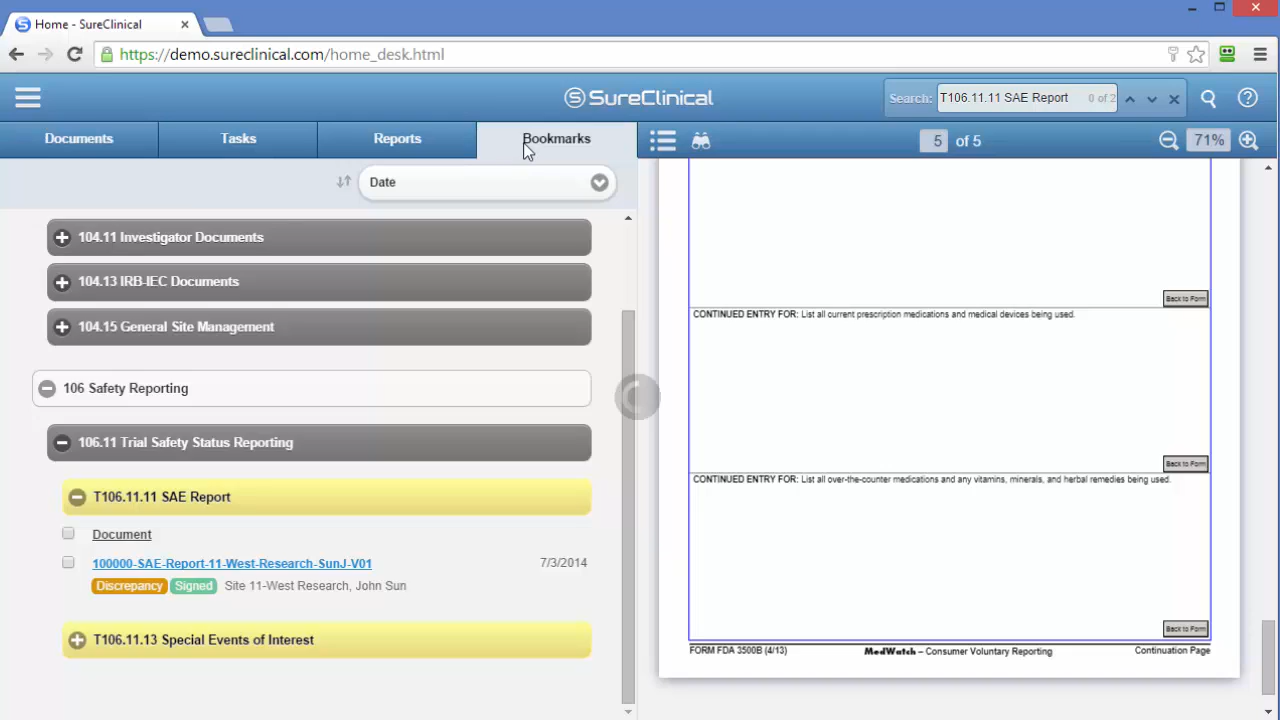 Home - SureClinical
https://demo.sureclinical.com/home_desk.html
SureClinical
Search: T106.11.11 SAE Report 0 of 2
Documents Tasks Reports Bookmarks
5 of 5 71%
Date
104.11 Investigator Documents
104.13 IRB-IEC Documents
104.15 General Site Management
106 Safety Reporting
106.11 Trial Safety Status Reporting
T106.11.11 SAE Report
Document
100000-SAE-Report-11-West-Research-SunJ-V01 7/3/2014
Discrepancy Signed Site 11-West Research, John Sun
T106.11.13 Special Events of Interest
Back to Form
CONTINUED ENTRY FOR: List all current prescription medications and medical devices being used.
Back to Form
CONTINUED ENTRY FOR: List all over-the-counter medications and any vitamins, minerals, and herbal remedies being used.
Back to Form
FORM FDA 3500B (4/13) MedWatch – Consumer Voluntary Reporting Continuation Page